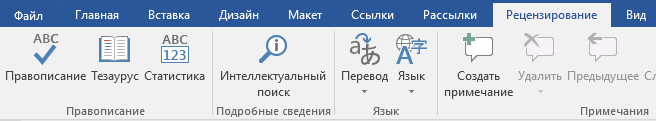 Файл Главная Вставка Дизайн Макет Ссылки Рассылки Рецензирование Вид
ABC ABC 123 字
Правописание Тезаурус Статистика Интеллектуальный поиск Перевод Язык Создать примечание Удалить Предыдущее
Правописание Подробные сведения Язык Примечания